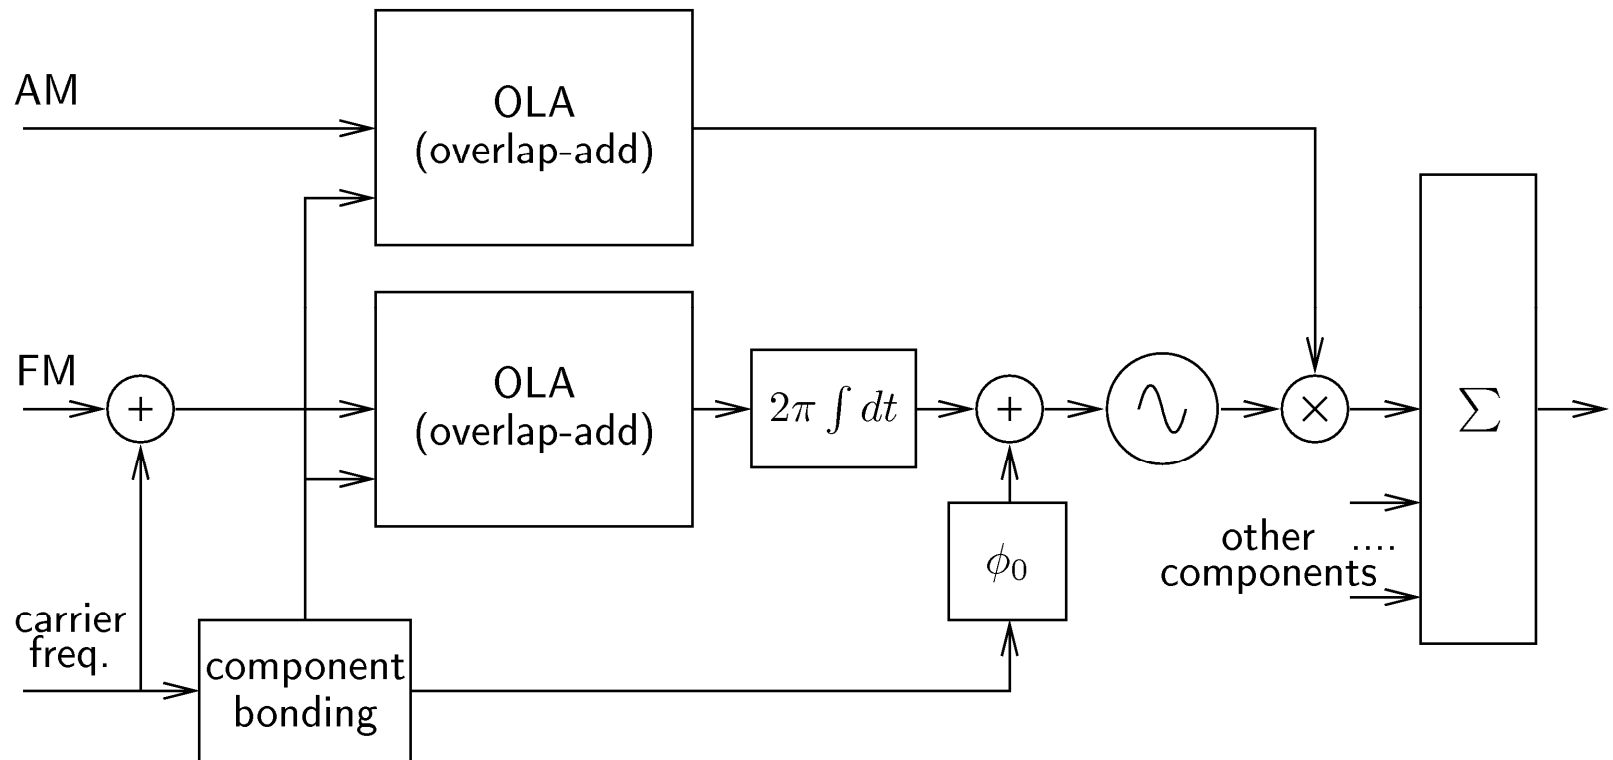 AM
OLA
(overlap-add)
FM
+
OLA
(overlap-add)
2π ∫ dt
+
×
∑
ϕ₀
other ....
components
carrier
freq.
component
bonding